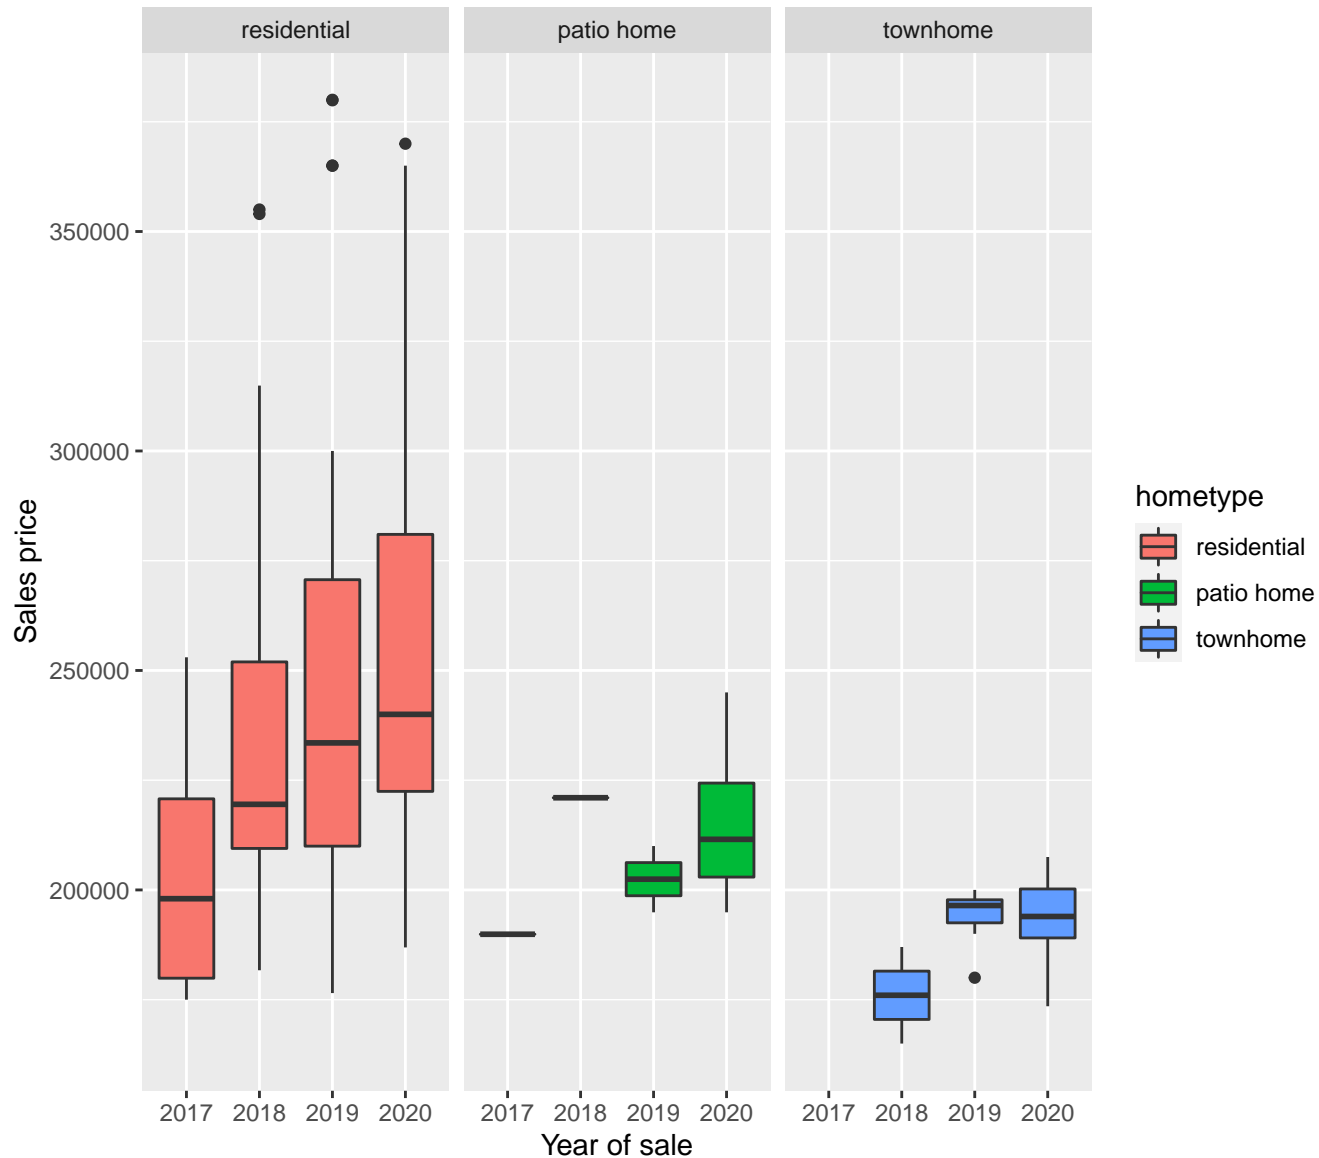 residential patio home townhome
350000
300000
250000
200000
Sales price
2017 2018 2019 2020 2017 2018 2019 2020 2017 2018 2019 2020
Year of sale
hometype
residential
patio home
townhome